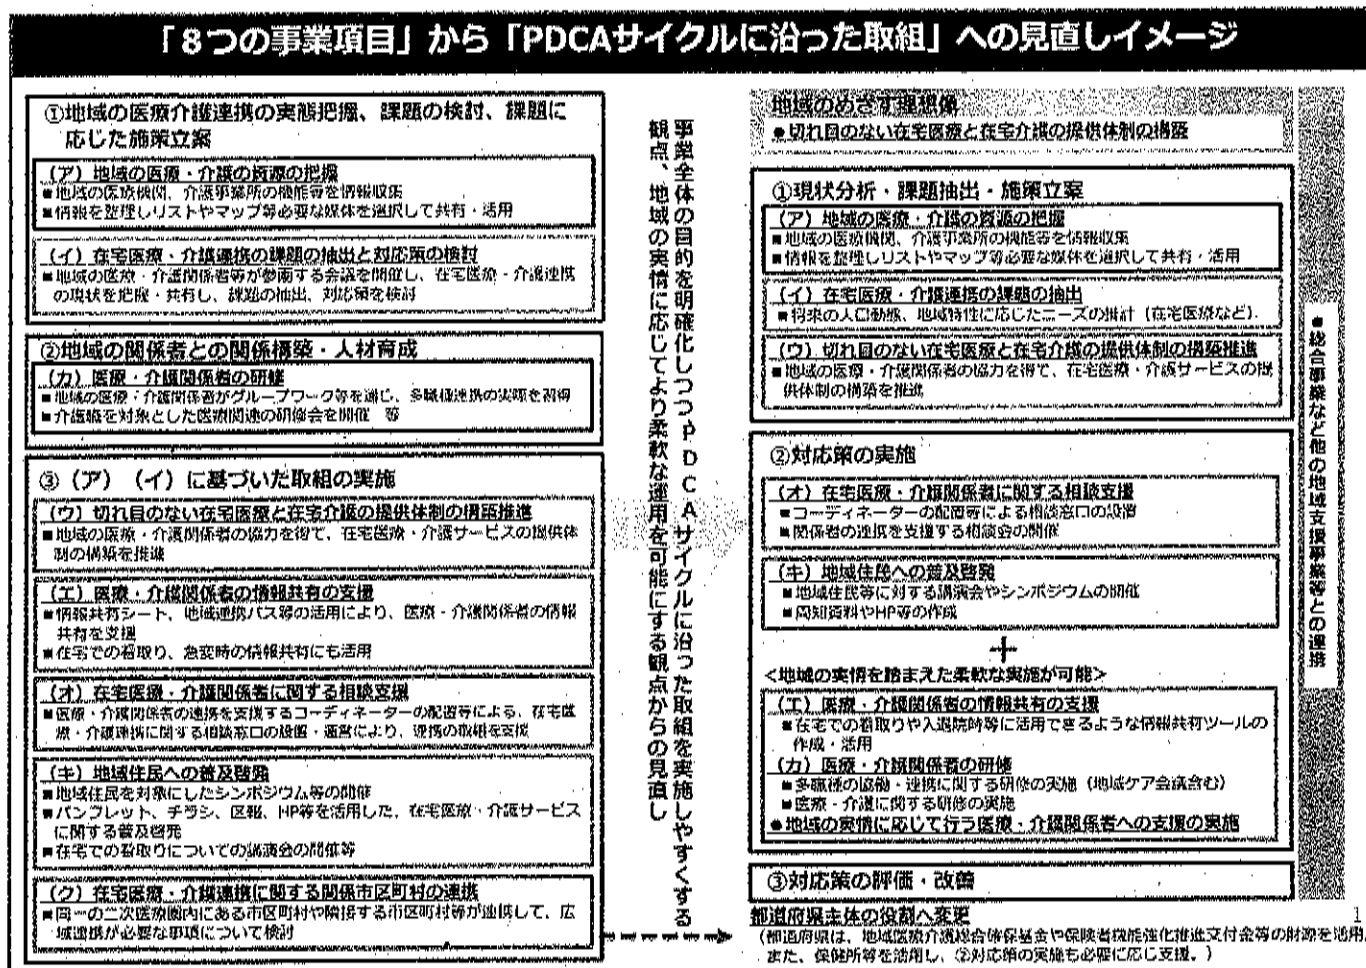 「8つの事業項目」から「PDCAサイクルに沿った取組」への見直しイメージ
①地域の医療介護連携の実態把握、課題の検討、課題に
応じた施策立案
(ア)地域の医療・介護の資源の把握
■地域の医療機関、介護事業所の機能等を情報収集
■情報を整理しリストやマップ等必要な媒体を選択して共有・活用
(イ)在宅医療・介護連携の課題の抽出と対応策の検討
■地域の医療・介護関係者等が参画する会議を開催し、在宅医療・介護連携
の現状を把握・共有し、課題の抽出、対応策を検討
②地域の関係者との関係構築・人材育成
(カ)医療・介護関係者の研修
■地域の医療・介護関係者がグループワーク等を通じ、多職種連携の実際を習得
■介護職を対象とした医療関連の研修会を開催 等
③(ア)(イ)に基づいた取組の実施
(ウ)切れ目のない在宅医療と在宅介護の提供体制の構築推進
■地域の医療・介護関係者の協力を得て、在宅医療・介護サービスの提供体
制の構築を推進
(エ)医療・介護関係者の情報共有の支援
■情報共有シート、地域連携パス等の活用により、医療・介護関係者の情報
共有を支援
■在宅での看取り、急変時の情報共有にも活用
(オ)在宅医療・介護関係者に関する相談支援
■医療・介護関係者の連携を支援するコーディネーターの配置等による、在宅医
療・介護連携に関する相談窓口の設置・運営により、連携の取組を支援
(キ)地域住民への普及啓発
■地域住民を対象にしたシンポジウム等の開催
■パンフレット、チラシ、区報、HP等を活用した、在宅医療・介護サービス
に関する普及啓発
■在宅での看取りについての講演会の開催等
(ク)在宅医療・介護連携に関する関係市区町村の連携
■同一の二次医療圏内にある市区町村や隣接する市区町村等が連携して、広
域連携が必要な事項について検討
事業全体の目的を明確化しつつPDCAサイクルに沿った取組を実施しやすくする
観点、地域の実情に応じてより柔軟な運用を可能にする観点からの見直し
地域のめざす理想像
●切れ目のない在宅医療と在宅介護の提供体制の構築
①現状分析・課題抽出・施策立案
(ア)地域の医療・介護の資源の把握
■地域の医療機関、介護事業所の機能等を情報収集
■情報を整理しリストやマップ等必要な媒体を選択して共有・活用
(イ)在宅医療・介護連携の課題の抽出
■将来の人口動態、地域特性に応じたニーズの推計(在宅医療など)
(ウ)切れ目のない在宅医療と在宅介護の提供体制の構築推進
■地域の医療・介護関係者の協力を得て、在宅医療・介護サービスの提
供体制の構築を推進
②対応策の実施
(オ)在宅医療・介護関係者に関する相談支援
■コーディネーターの配置等による相談窓口の設置
■関係者の連携を支援する相談会の開催
(キ)地域住民への普及啓発
■地域住民等に対する講演会やシンポジウムの開催
■周知資料やHP等の作成
+
<地域の実情を踏まえた柔軟な実施が可能>
(エ)医療・介護関係者の情報共有の支援
■在宅での看取りや入退院時等に活用できるような情報共有ツールの
作成・活用
(カ)医療・介護関係者の研修
■多職種の協働・連携に関する研修の実施(地域ケア会議含む)
■医療・介護に関する研修の実施
●地域の実情に応じて行う医療・介護関係者への支援の実施
③対応策の評価・改善
都道府県主体の役割へ変更
(都道府県は、地域医療介護総合確保基金や保険者機能強化推進交付金等の財源を活用。
また、保健所等を活用し、②対応策の実施も必要に応じ支援。)
●総合事業など他の地域支援事業等との連携
1